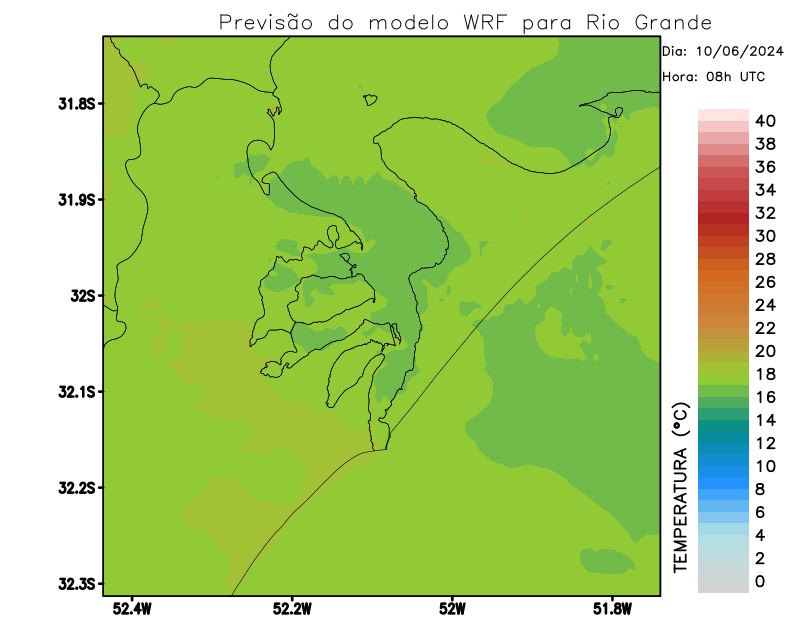 Previsão do modelo WRF para Rio Grande
Dia: 10/06/2024
Hora: 08h UTC
31.8S
31.9S
32S
32.1S
32.2S
32.3S
52.4W
52.2W
52W
51.8W
TEMPERATURA (°C)
40
38
36
34
32
30
28
26
24
22
20
18
16
14
12
10
8
6
4
2
0